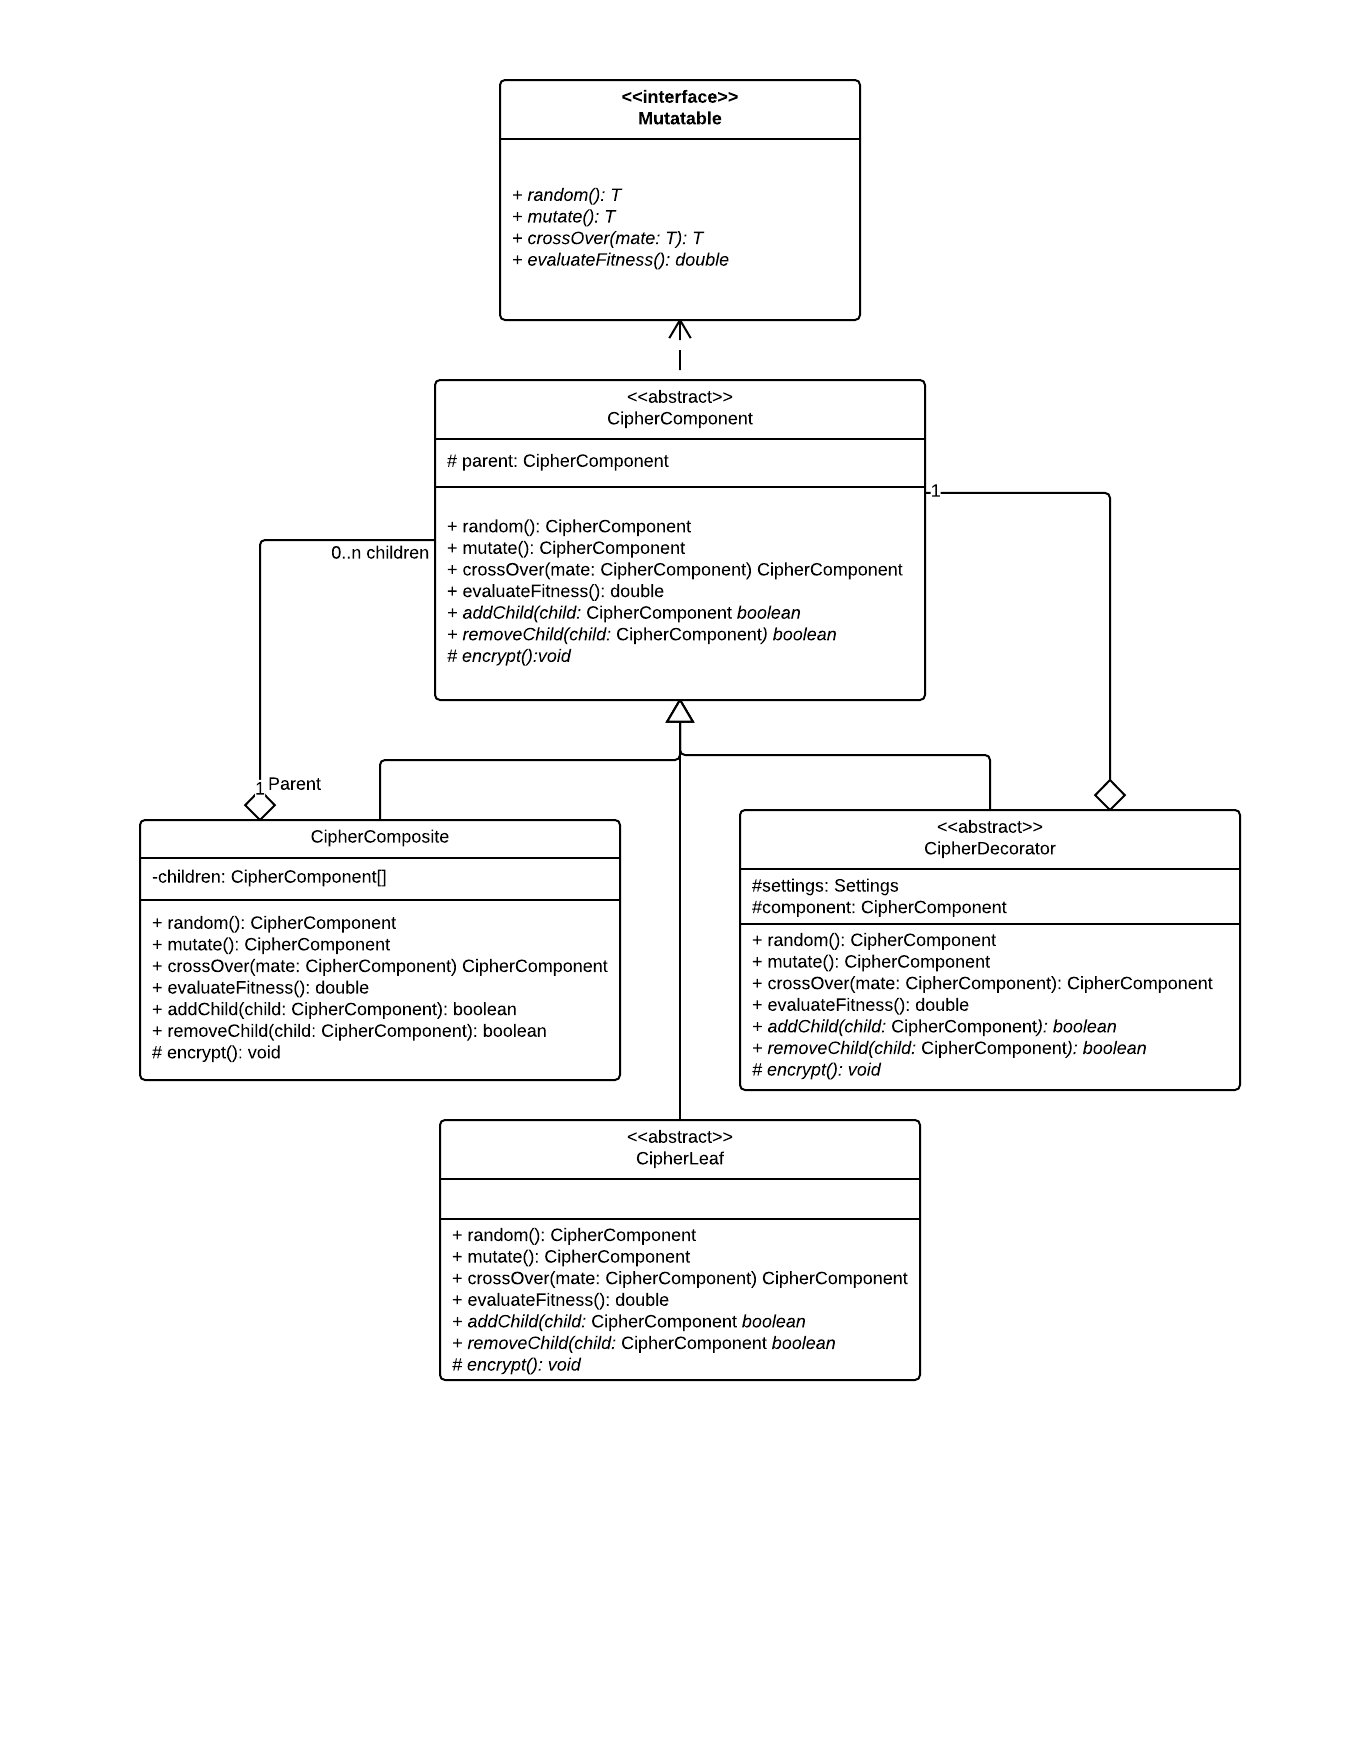 <<interface>>
Mutatable
+ random(): T
+ mutate(): T
+ crossOver(mate: T): T
+ evaluateFitness(): double
<<abstract>>
CipherComponent
# parent: CipherComponent
1
+ random(): CipherComponent
+ mutate(): CipherComponent
+ crossOver(mate: CipherComponent) CipherComponent
+ evaluateFitness(): double
+ addChild(child: CipherComponent boolean
+ removeChild(child: CipherComponent) boolean
# encrypt():void
0..n children
1
Parent
CipherComposite
-children: CipherComponent[]
+ random(): CipherComponent
+ mutate(): CipherComponent
+ crossOver(mate: CipherComponent) CipherComponent
+ evaluateFitness(): double
+ addChild(child: CipherComponent): boolean
+ removeChild(child: CipherComponent): boolean
# encrypt(): void
<<abstract>>
CipherDecorator
#settings: Settings
#component: CipherComponent
+ random(): CipherComponent
+ mutate(): CipherComponent
+ crossOver(mate: CipherComponent): CipherComponent
+ evaluateFitness(): double
+ addChild(child: CipherComponent): boolean
+ removeChild(child: CipherComponent): boolean
# encrypt(): void
<<abstract>>
CipherLeaf
+ random(): CipherComponent
+ mutate(): CipherComponent
+ crossOver(mate: CipherComponent) CipherComponent
+ evaluateFitness(): double
+ addChild(child: CipherComponent boolean
+ removeChild(child: CipherComponent boolean
# encrypt(): void